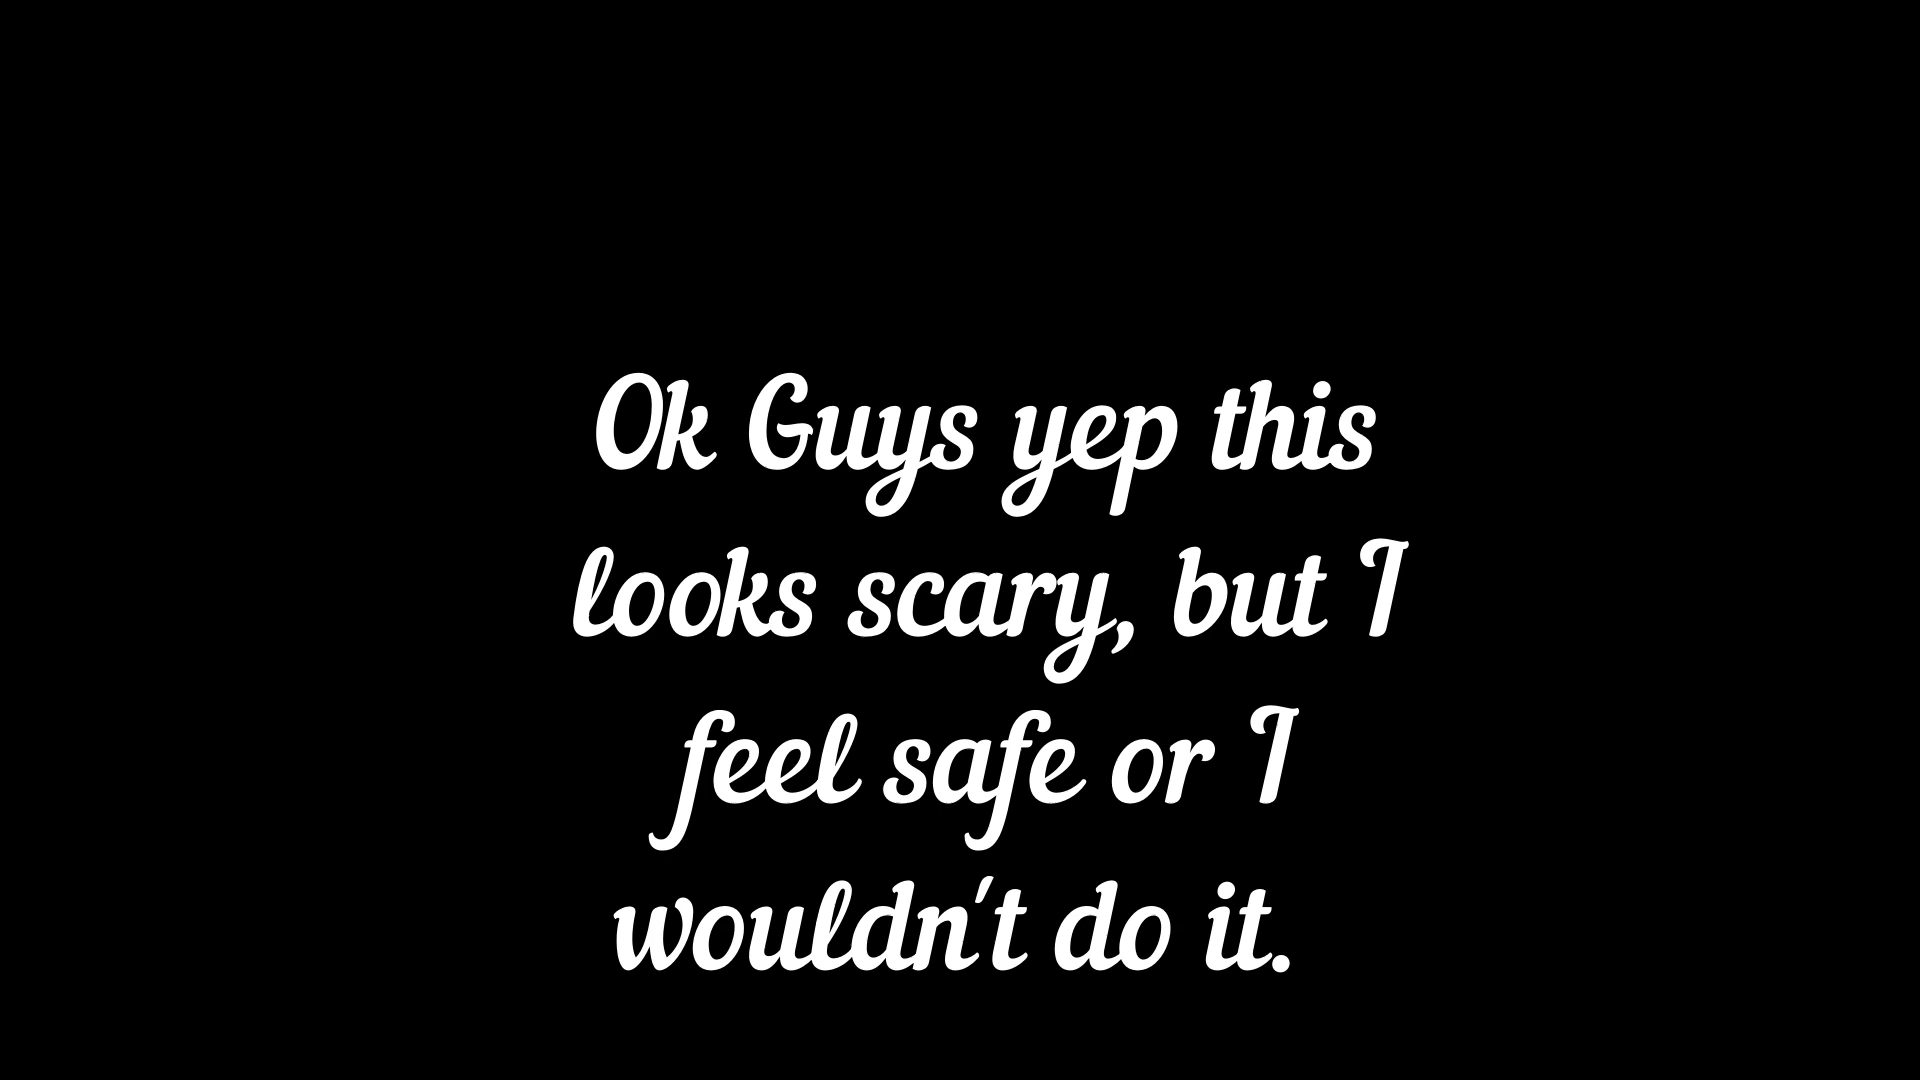 Ok Guys yep this
looks scary, but I
feel safe or I
wouldn't do it.